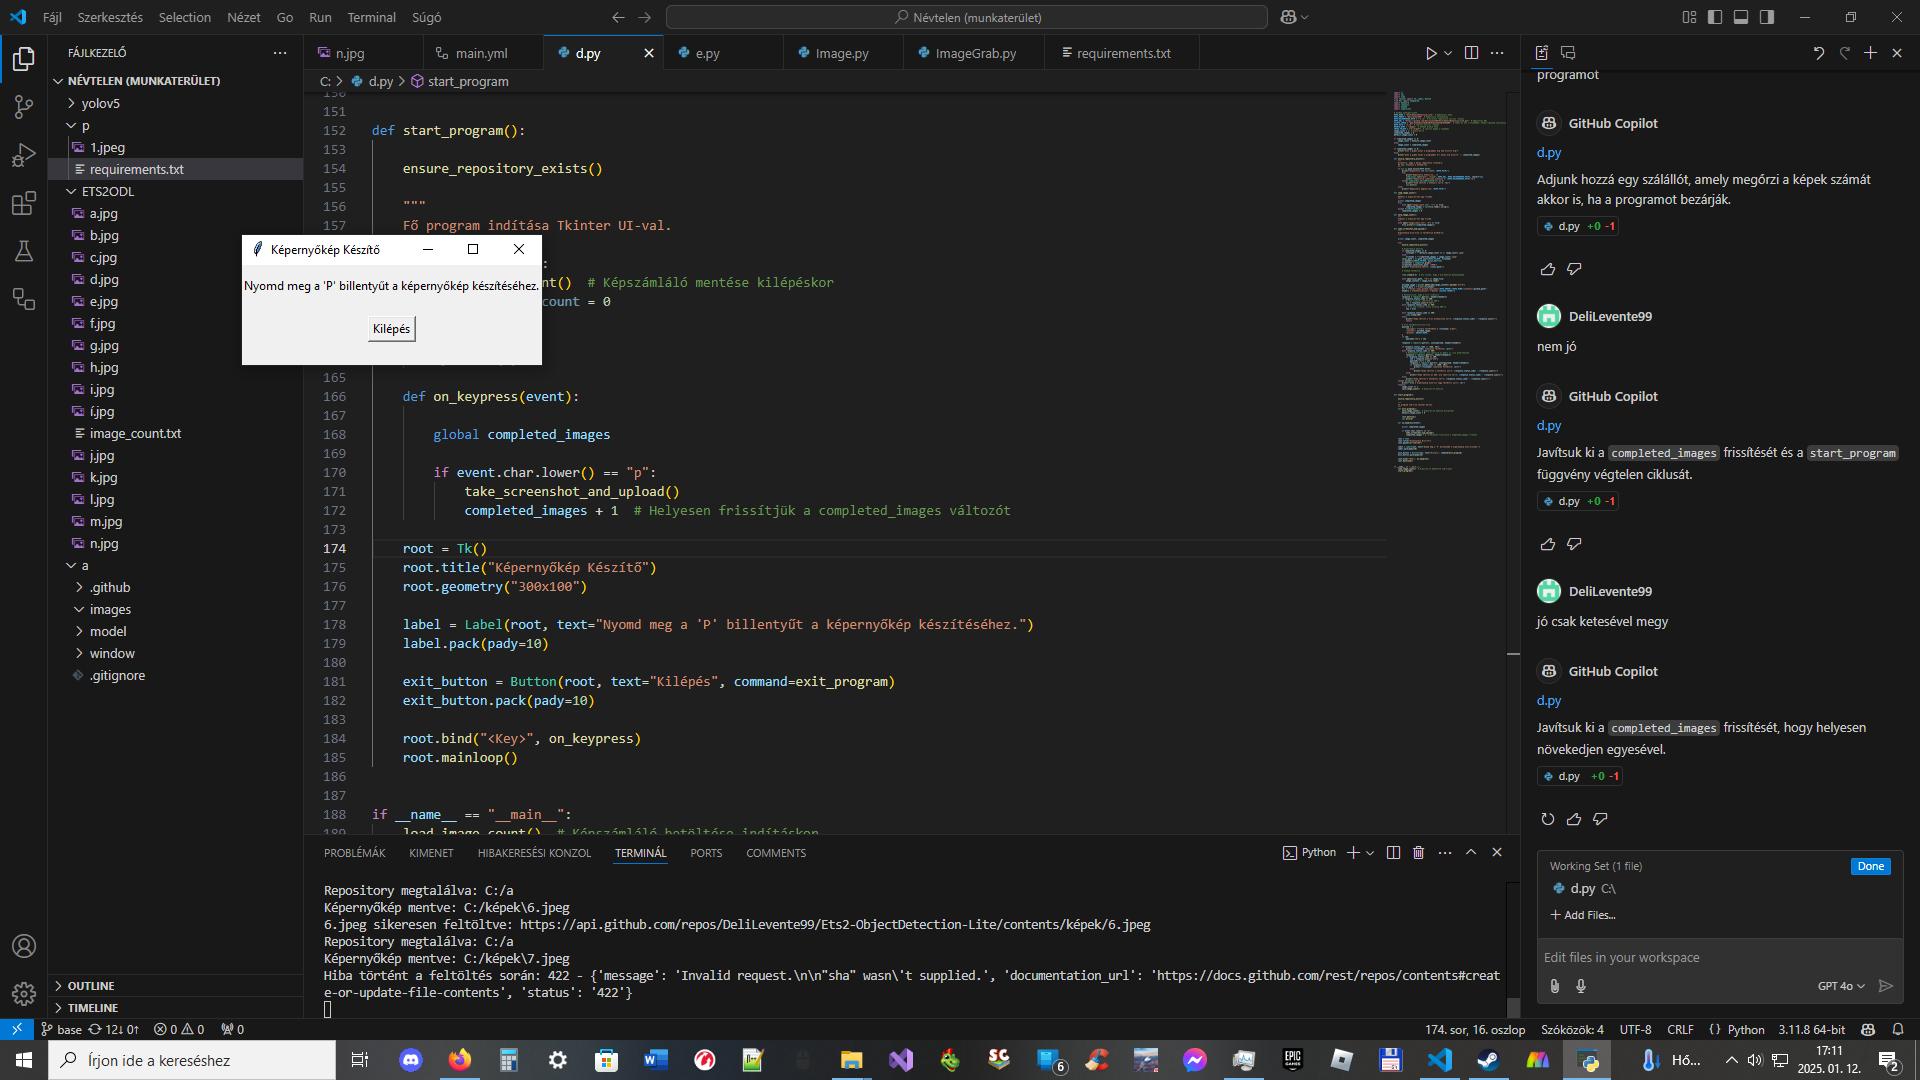 Fájl Szerkesztés Selection Nézet Go Run Terminal Súgó
Névtelen (munkaterület)
FÁJLKEZELŐ
NÉVTELEN (MUNKATERÜLET)
yolov5
p
1.jpeg
requirements.txt
ETS2ODL
a.jpg
b.jpg
c.jpg
d.jpg
e.jpg
f.jpg
g.jpg
h.jpg
i.jpg
í.jpg
image_count.txt
j.jpg
k.jpg
l.jpg
m.jpg
n.jpg
a
.github
images
model
window
.gitignore
OUTLINE
TIMELINE
n.jpg main.yml d.py e.py Image.py ImageGrab.py requirements.txt
C: > d.py > start_program
150
151
152 def start_program():
153
154 ensure_repository_exists()
155
156 """
157 Fő program indítása Tkinter UI-val.
Képernyőkép Készítő
Nyomd meg a 'P' billentyűt a képernyőkép készítéséhez.
Kilépés
:
nt() # Képszámláló mentése kilépéskor
count = 0
165
166 def on_keypress(event):
167
168 global completed_images
169
170 if event.char.lower() == "p":
171 take_screenshot_and_upload()
172 completed_images + 1 # Helyesen frissítjük a completed_images változót
173
174 root = Tk()
175 root.title("Képernyőkép Készítő")
176 root.geometry("300x100")
177
178 label = Label(root, text="Nyomd meg a 'P' billentyűt a képernyőkép készítéséhez.")
179 label.pack(pady=10)
180
181 exit_button = Button(root, text="Kilépés", command=exit_program)
182 exit_button.pack(pady=10)
183
184 root.bind("<Key>", on_keypress)
185 root.mainloop()
186
187
188 if __name__ == "__main__":
189 load_image_count() # Képszámláló betöltése indításkor
PROBLÉMÁK KIMENET HIBAKERESÉSI KONZOL TERMINÁL PORTS COMMENTS
Python
Repository megtalálva: C:/a
Képernyőkép mentve: C:/képek\6.jpeg
6.jpeg sikeresen feltöltve: https://api.github.com/repos/DeliLevente99/Ets2-ObjectDetection-Lite/contents/képek/6.jpeg
Repository megtalálva: C:/a
Képernyőkép mentve: C:/képek\7.jpeg
Hiba történt a feltöltés során: 422 - {'message': 'Invalid request.\n\n"sha" wasn\'t supplied.', 'documentation_url': 'https://docs.github.com/rest/repos/contents#creat
e-or-update-file-contents', 'status': '422'}
programot
GitHub Copilot
d.py
Adjunk hozzá egy szálállót, amely megőrzi a képek számát
akkor is, ha a programot bezárják.
d.py +0 -1
DeliLevente99
nem jó
GitHub Copilot
d.py
Javítsuk ki a completed_images frissítését és a start_program
függvény végtelen ciklusát.
d.py +0 -1
DeliLevente99
jó csak ketesével megy
GitHub Copilot
d.py
Javítsuk ki a completed_images frissítését, hogy helyesen
növekedjen egyesével.
d.py +0 -1
Working Set (1 file)
Done
d.py C:\
+ Add Files...
Edit files in your workspace
GPT 4o
base 12↓ 0↑ 0 0 0
174. sor, 16. oszlop Szóközök: 4 UTF-8 CRLF {} Python 3.11.8 64-bit
Írjon ide a kereséshez
SC
6
EPIC
GAMES
Hő...
17:11
2025. 01. 12.
2